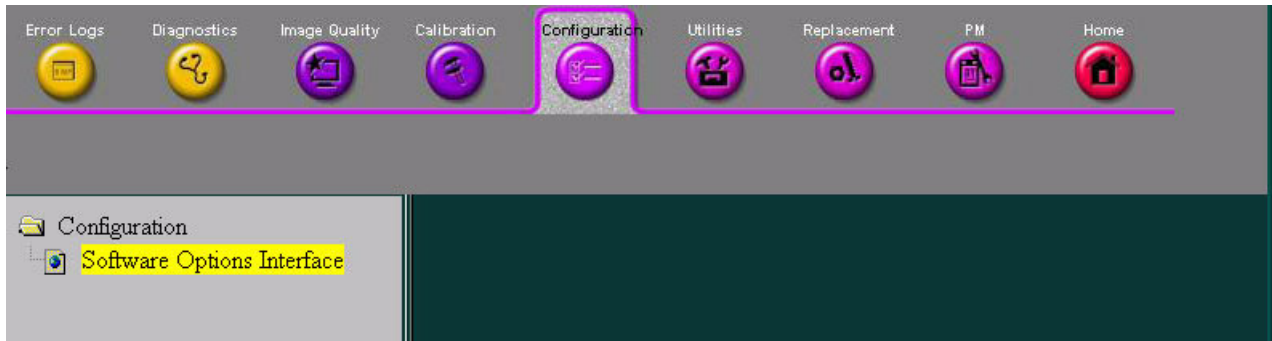 Error Logs Diagnostics Image Quality Calibration Configuration Utilities Replacement PM Home
Configuration
Software Options Interface